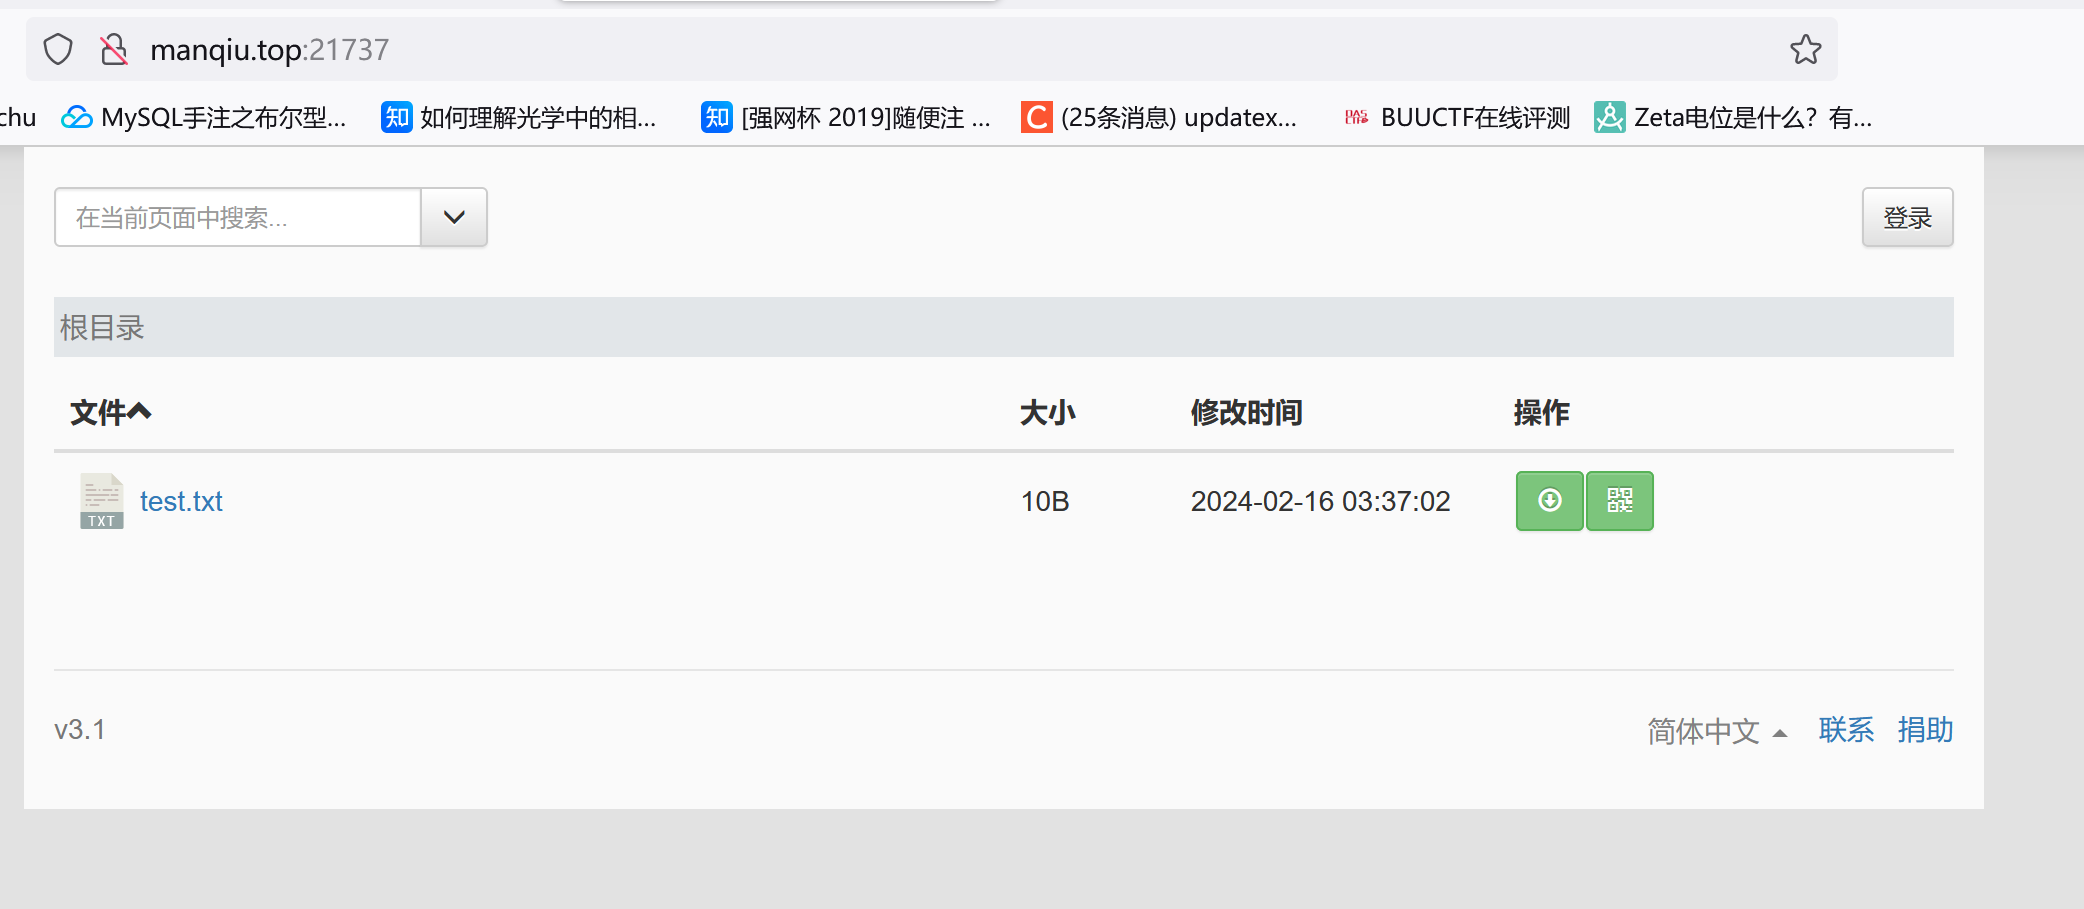 manqiu.top:21737
chu MySQL手注之布尔型... 知 如何理解光学中的相... 知 [强网杯 2019]随便注 ... C (25条消息) updatex... BUUCTF在线评测 Zeta电位是什么？有...
在当前页面中搜索... 登录
根目录
文件 大小 修改时间 操作
TXT test.txt 10B 2024-02-16 03:37:02
v3.1 简体中文 联系 捐助